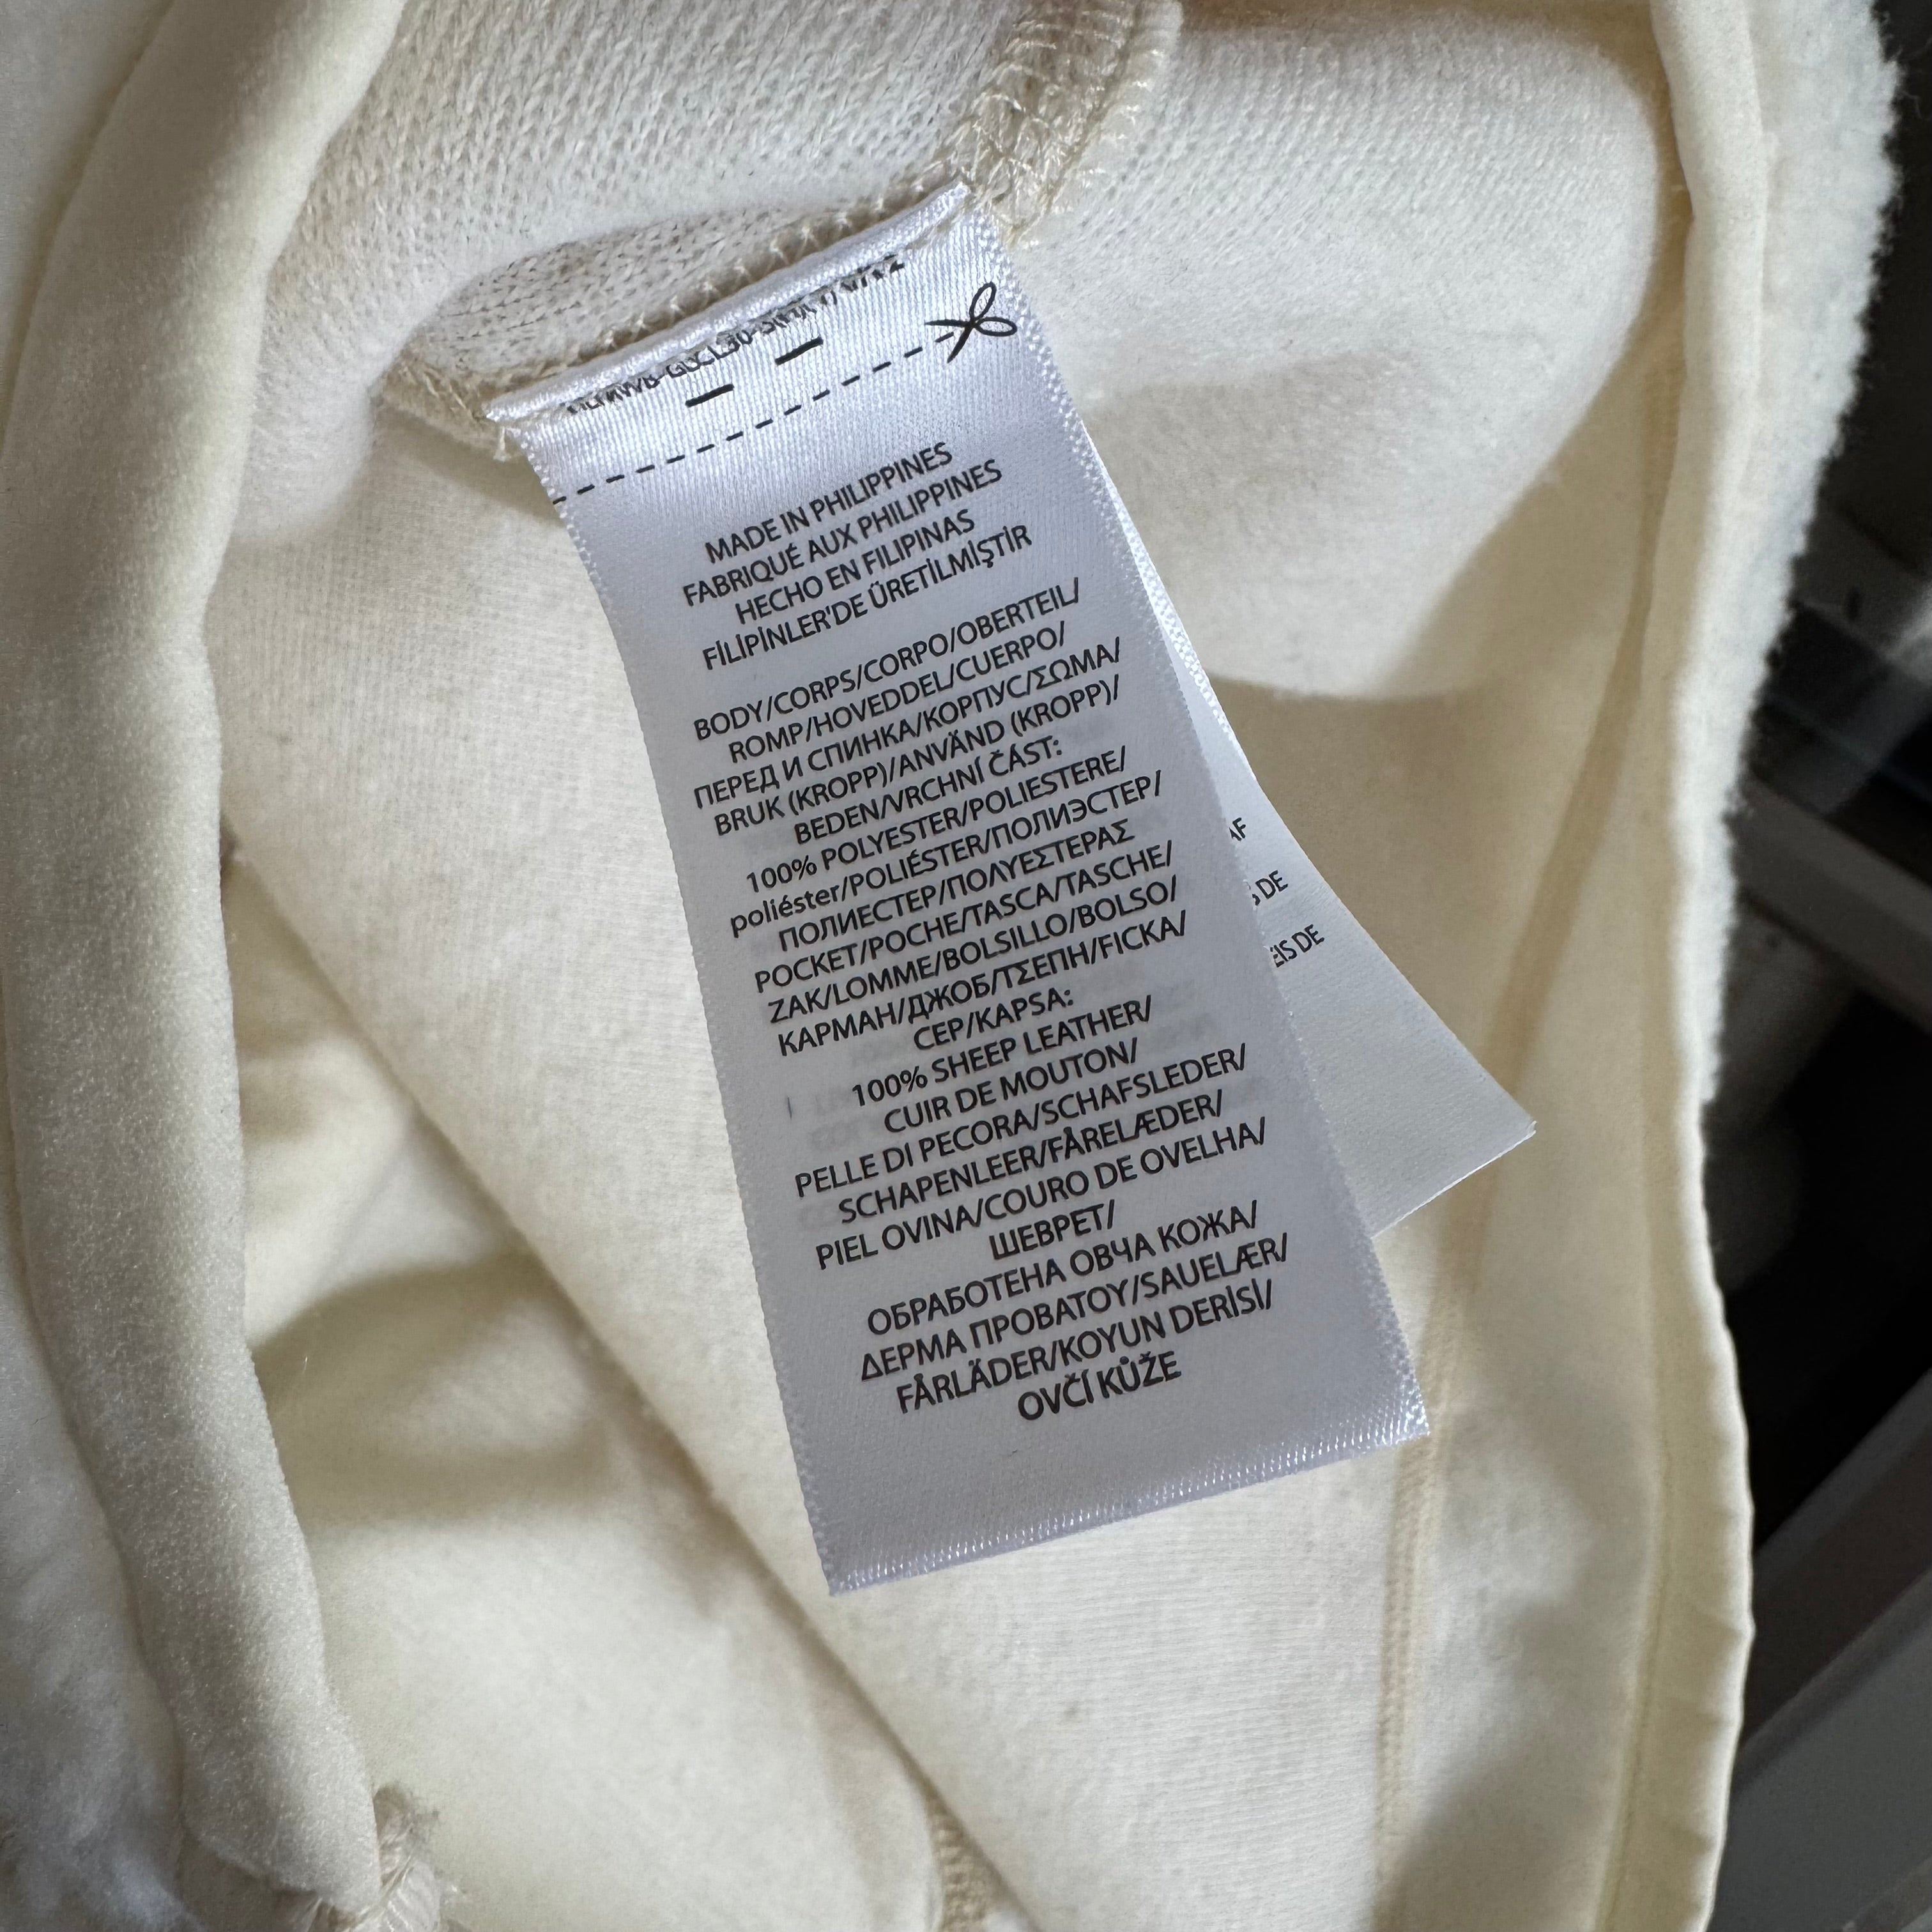 MADE IN PHILIPPINES
FABRIQUÉ AUX PHILIPPINES
HECHO EN FILIPINAS
FİLİPİNLER'DE ÜRETİLMİŞTİR
BODY/CORPS/CORPO/OBERTEIL/
ROMP/HOVEDDEL/CUERPO/
ПЕРЕД И СПИНКА/КОРПУС/ΣΩΜΑ/
BRUK (KROPP)/ANVÄND (KROPP)/
BEDEN/VRCHNÍ ČÁST:
100% POLYESTER/POLIESTERE/
poliéster/POLIÉSTER/ПОЛИЭСТЕР/
ПОЛИЕСТЕР/ΠΟΛΥΕΣΤΕΡΑΣ
POCKET/POCHE/TASCA/TASCHE/
ZAK/LOMME/BOLSILLO/BOLSO/
КАРМАН/ДЖОБ/ΤΣΕΠΗ/FICKA/
CEP/KAPSA:
100% SHEEP LEATHER/
CUIR DE MOUTON/
PELLE DI PECORA/SCHAFSLEDER/
SCHAPENLEER/FÅRELÆDER/
PIEL OVINA/COURO DE OVELHA/
ШЕВРЕТ/
ОБРАБОТЕНА ОВЧА КОЖА/
ΔΕΡΜΑ ΠΡΟΒΑΤΟΥ/SAUELÆR/
FÅRLÄDER/KOYUN DERİSİ/
OVČÍ KŮŽE
AF
DE
EIS DE